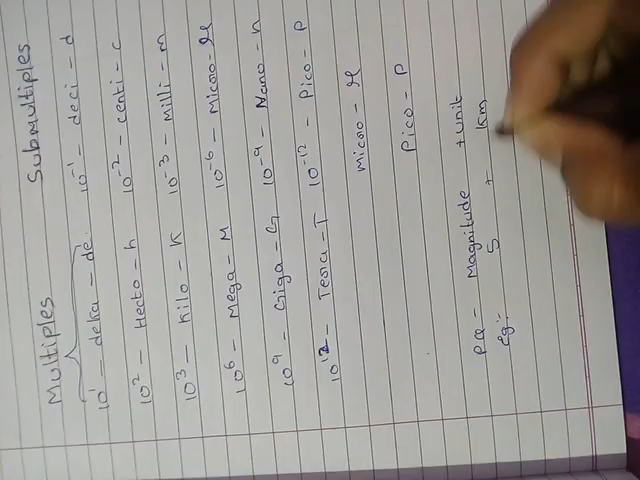 Multiples Submultiples
10¹ – deka – de 10⁻¹ – deci – d
10² – Hecto – h 10⁻² – centi – c
10³ – Kilo – K 10⁻³ – Milli – m
10⁶ – Mega – M 10⁻⁶ – Micro – μ
10⁹ – Giga – G 10⁻⁹ – Nano – n
10¹² – Tera – T 10⁻¹² – Pico – P
Micro – μ
Pico – P
PQ – Magnitude + unit
eg:- 5 + Km